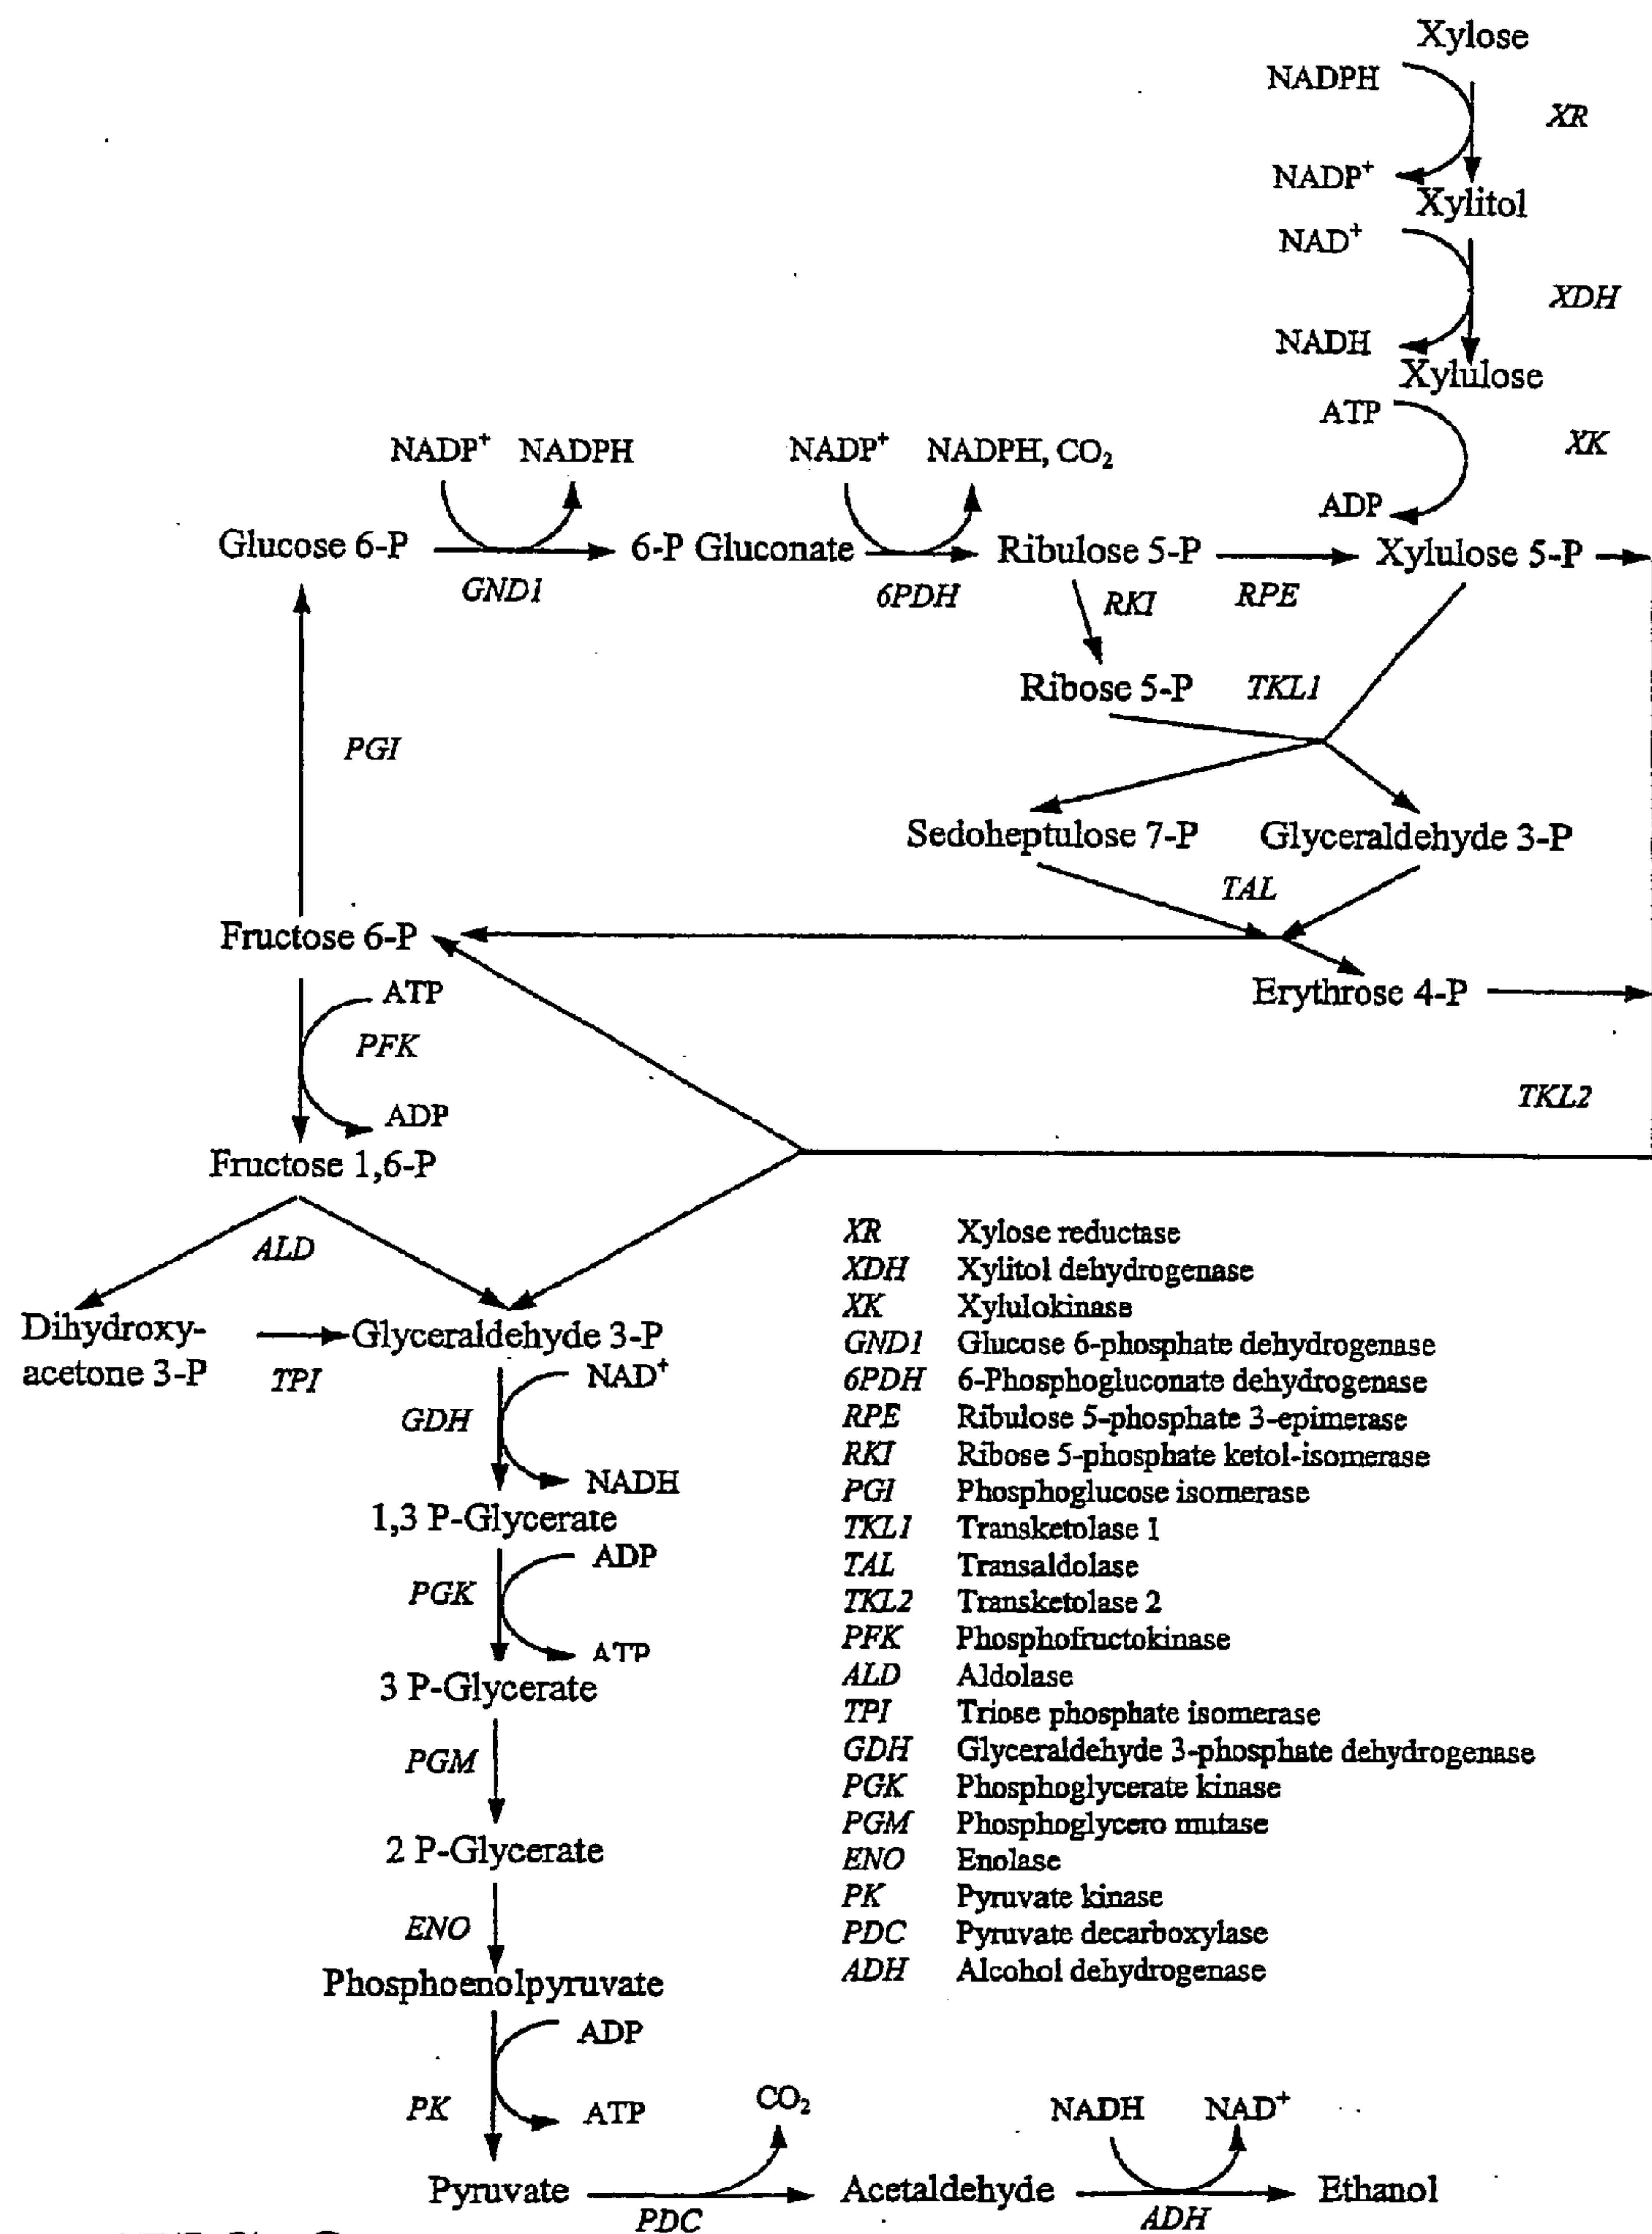 Xylose
NADPH
XR
NADP⁺
Xylitol
NAD⁺
XDH
NADH
Xylulose
ATP
XK
ADP
NADP⁺ NADPH
NADP⁺ NADPH, CO₂
Glucose 6-P
6-P Gluconate
Ribulose 5-P
Xylulose 5-P
GND1
6PDH
RKI
RPE
Ribose 5-P
TKL1
PGI
Sedoheptulose 7-P
Glyceraldehyde 3-P
TAL
Fructose 6-P
Erythrose 4-P
ATP
PFK
ADP
TKL2
Fructose 1,6-P
ALD
Dihydroxy-
acetone 3-P
TPI
Glyceraldehyde 3-P
NAD⁺
GDH
NADH
1,3 P-Glycerate
ADP
PGK
ATP
3 P-Glycerate
PGM
2 P-Glycerate
ENO
Phosphoenolpyruvate
ADP
PK
ATP
CO₂
NADH NAD⁺
Pyruvate
Acetaldehyde
Ethanol
PDC
ADH
XR Xylose reductase
XDH Xylitol dehydrogenase
XK Xylulokinase
GND1 Glucose 6-phosphate dehydrogenase
6PDH 6-Phosphogluconate dehydrogenase
RPE Ribulose 5-phosphate 3-epimerase
RKI Ribose 5-phosphate ketol-isomerase
PGI Phosphoglucose isomerase
TKL1 Transketolase 1
TAL Transaldolase
TKL2 Transketolase 2
PFK Phosphofructokinase
ALD Aldolase
TPI Triose phosphate isomerase
GDH Glyceraldehyde 3-phosphate dehydrogenase
PGK Phosphoglycerate kinase
PGM Phosphoglycero mutase
ENO Enolase
PK Pyruvate kinase
PDC Pyruvate decarboxylase
ADH Alcohol dehydrogenase